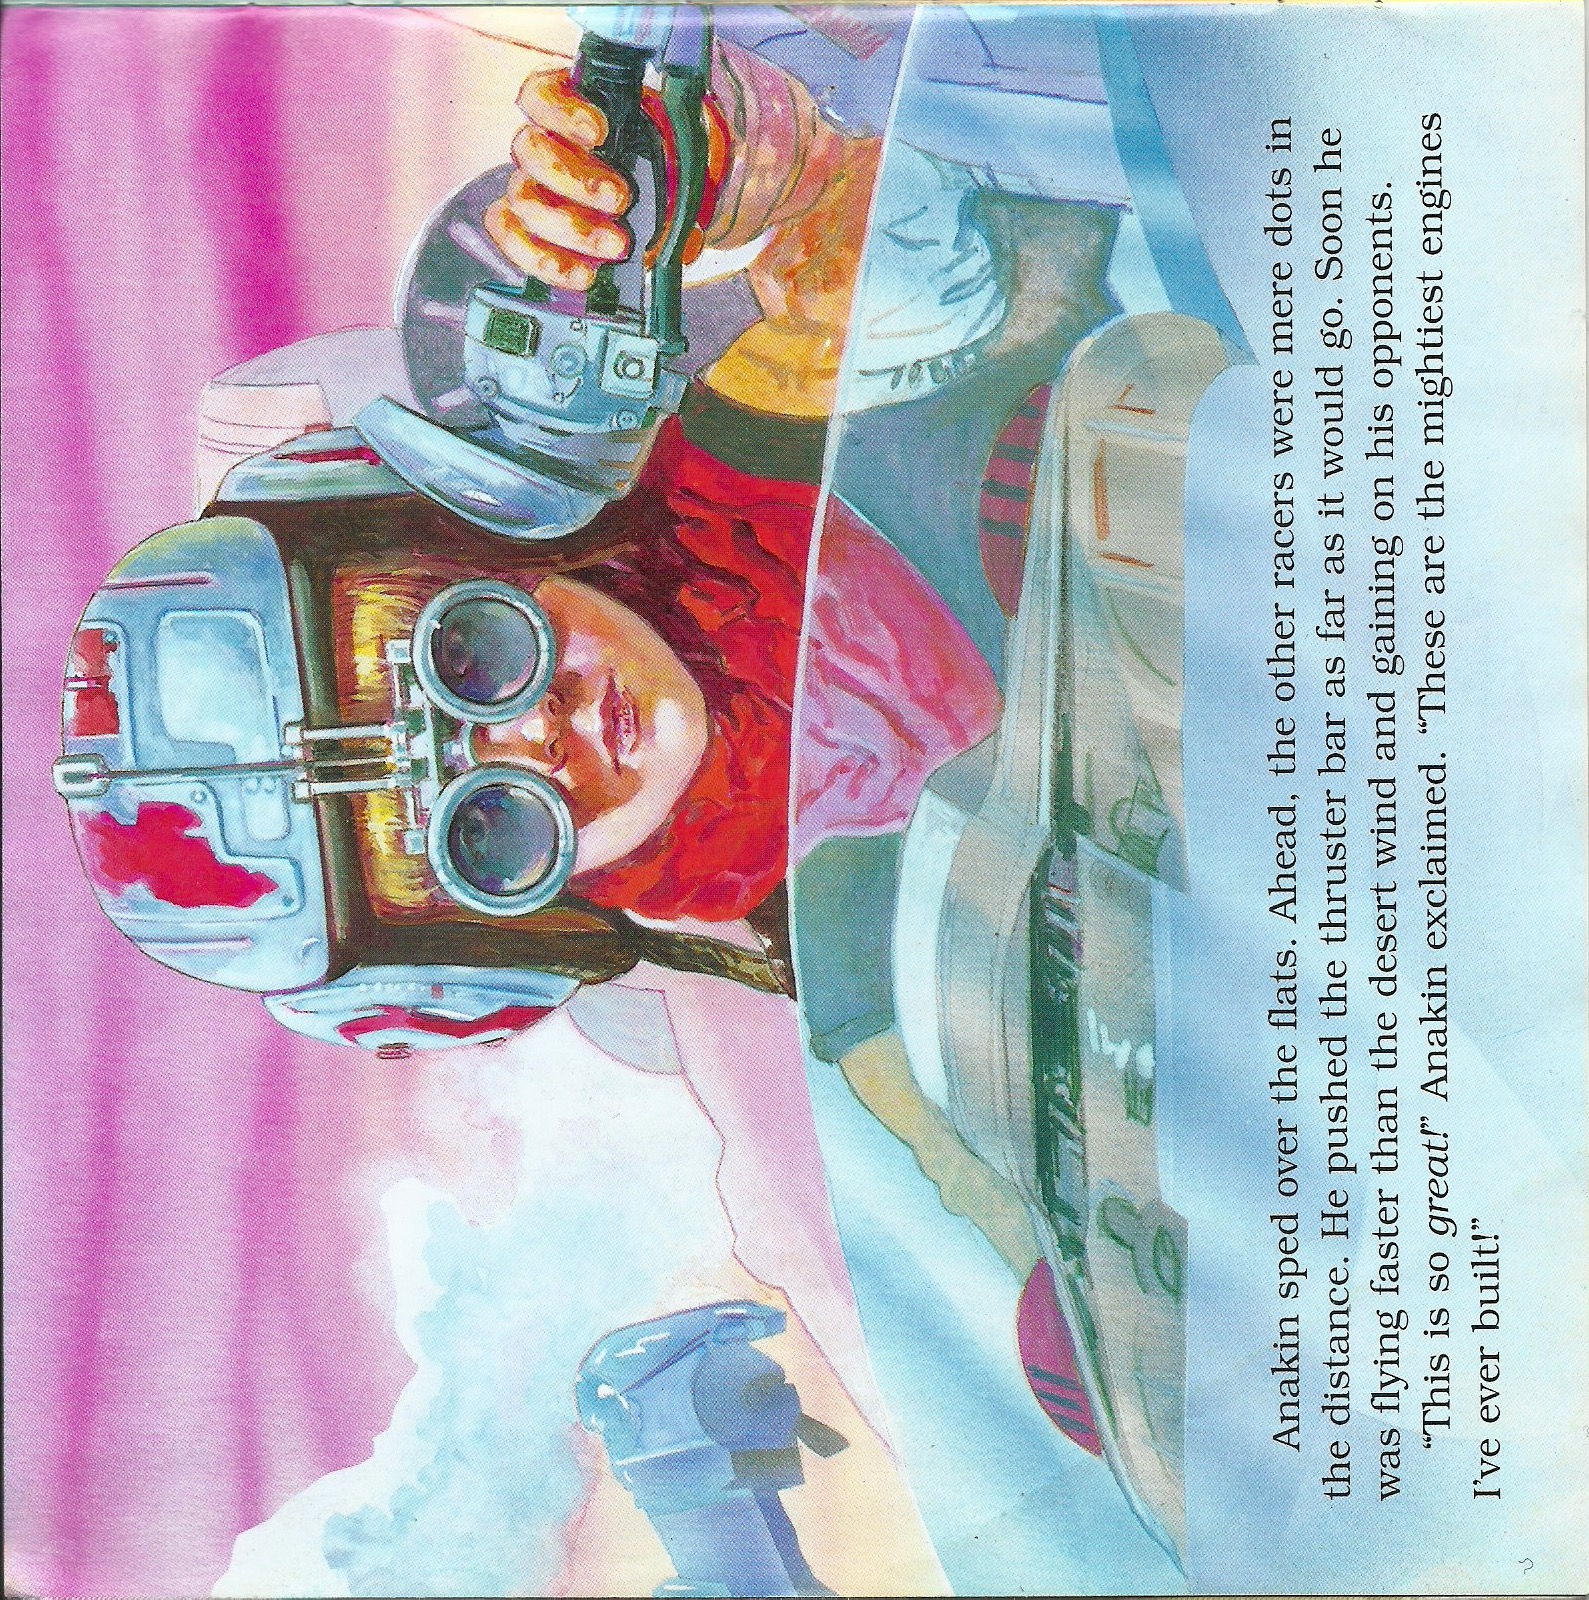 Anakin sped over the flats. Ahead, the other racers were mere dots in
the distance. He pushed the thruster bar as far as it would go. Soon he
was flying faster than the desert wind and gaining on his opponents.
“This is so great!” Anakin exclaimed. “These are the mightiest engines
I’ve ever built!”